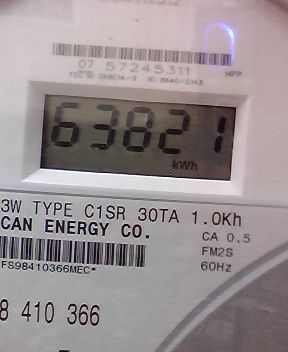 07 57245311
HPP
63821
kWh
3W TYPE C1SR 30TA 1.0Kh
CAN ENERGY CO.
CA 0.5
FM2S
60Hz
FS98410366MEC*
8 410 366